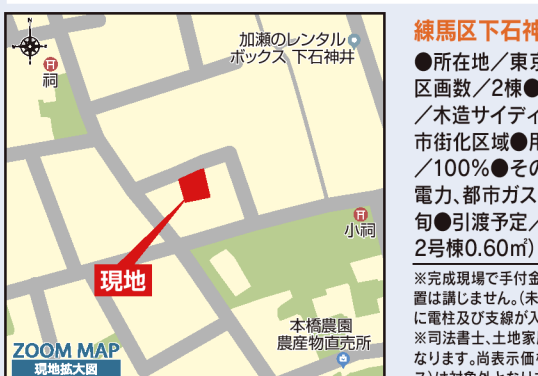 加瀬のレンタル
ボックス 下石神井
祠
小祠
現地
本橋農園
農産物直売所
ZOOM MAP
現地拡大図
練馬区下石神
●所在地/東京
区画数/2棟●
/木造サイディ
市街化区域●用
/100%●その
電力、都市ガス
旬●引渡予定/
2号棟0.60㎡)
※完成現場で手付金
置は講じません。(未
に電柱及び支線が入
※司法書士、土地家屋
なります。尚表示価